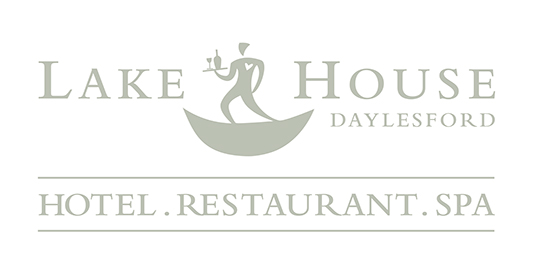 LAKE HOUSE
DAYLESFORD
HOTEL . RESTAURANT . SPA